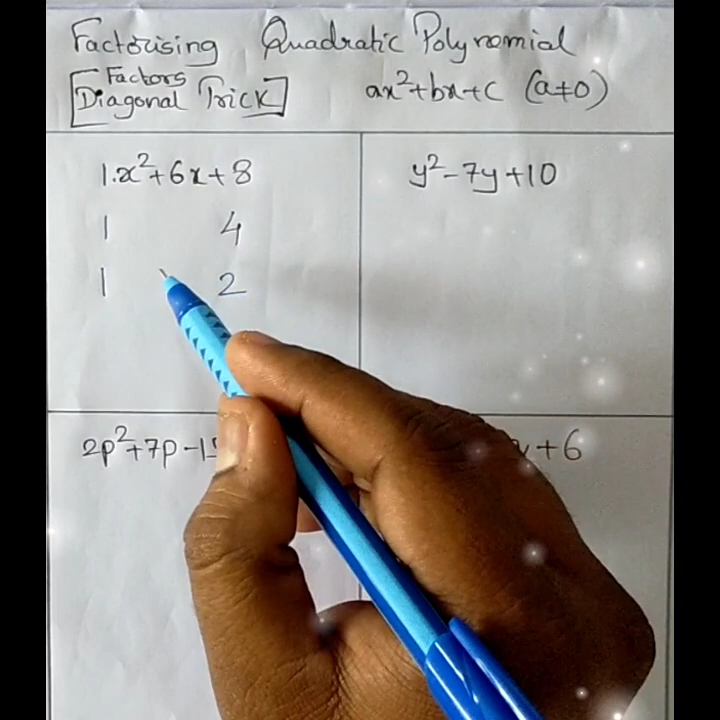 Factorising Quadratic Polynomial
[Factors Diagonal Trick] ax²+bx+c (a≠0)
1.x²+6x+8
1 4
1 2
y²-7y+10
2p²+7p-1
+6